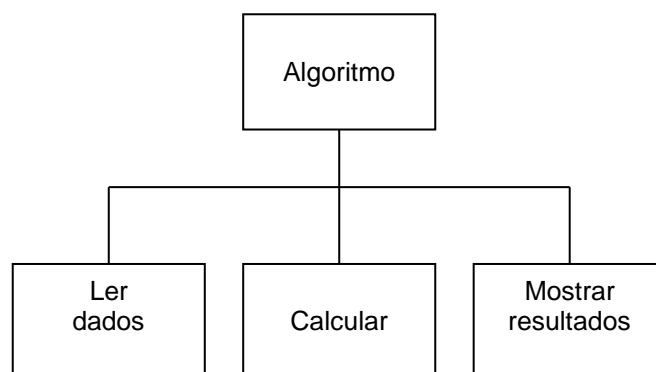 Algoritmo
Ler
dados
Calcular
Mostrar
resultados